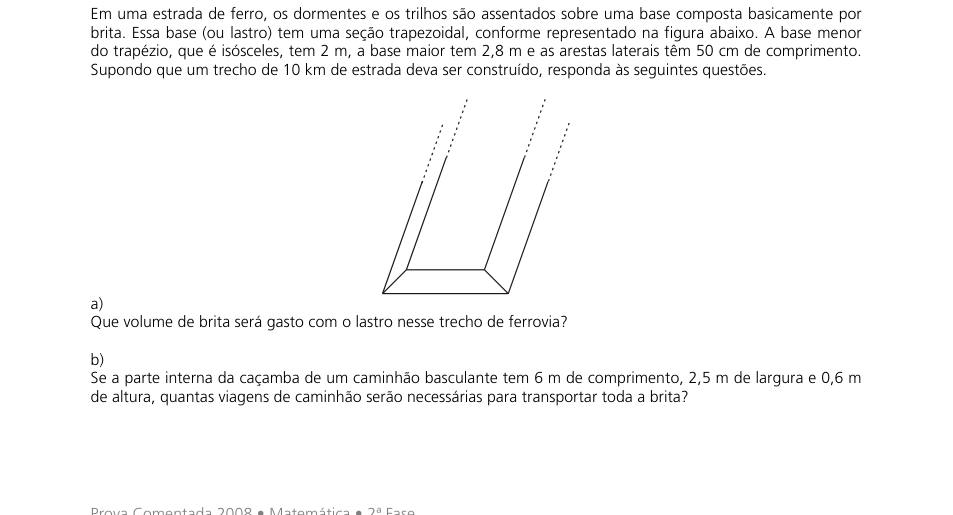 Em uma estrada de ferro, os dormentes e os trilhos são assentados sobre uma base composta basicamente por
brita. Essa base (ou lastro) tem uma seção trapezoidal, conforme representado na figura abaixo. A base menor
do trapézio, que é isósceles, tem 2 m, a base maior tem 2,8 m e as arestas laterais têm 50 cm de comprimento.
Supondo que um trecho de 10 km de estrada deva ser construído, responda às seguintes questões.
a)
Que volume de brita será gasto com o lastro nesse trecho de ferrovia?
b)
Se a parte interna da caçamba de um caminhão basculante tem 6 m de comprimento, 2,5 m de largura e 0,6 m
de altura, quantas viagens de caminhão serão necessárias para transportar toda a brita?
Prova Comentada 2008 • Matemática • 2ª Fase